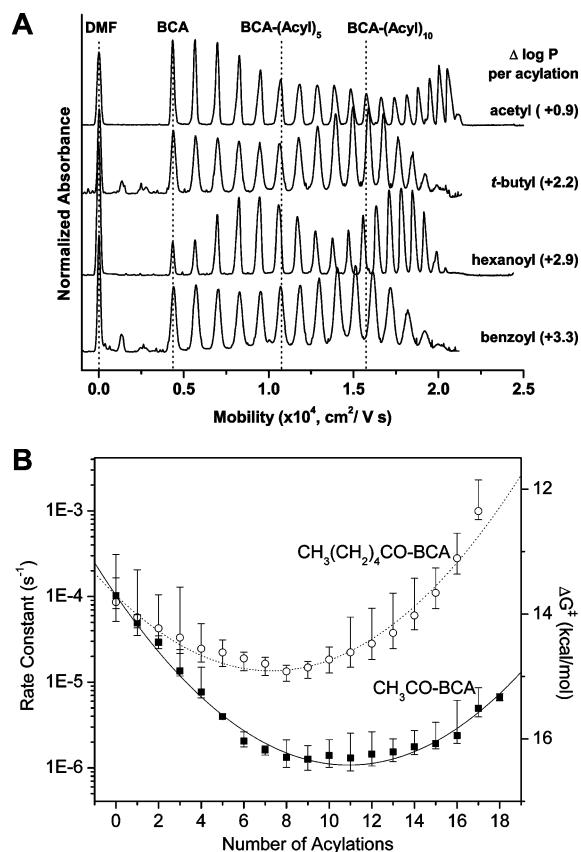 A
DMF
BCA
BCA-(Acyl)5
BCA-(Acyl)10
Δ log P
per acylation
acetyl (+0.9)
t-butyl (+2.2)
hexanoyl (+2.9)
benzoyl (+3.3)
Normalized Absorbance
0.0 0.5 1.0 1.5 2.0 2.5
Mobility (x10⁴, cm²/ V s)
B
1E-3
1E-4
1E-5
1E-6
Rate Constant (s⁻¹)
12
14
16
ΔG‡ (kcal/mol)
CH3(CH2)4CO-BCA
CH3CO-BCA
0 2 4 6 8 10 12 14 16 18
Number of Acylations